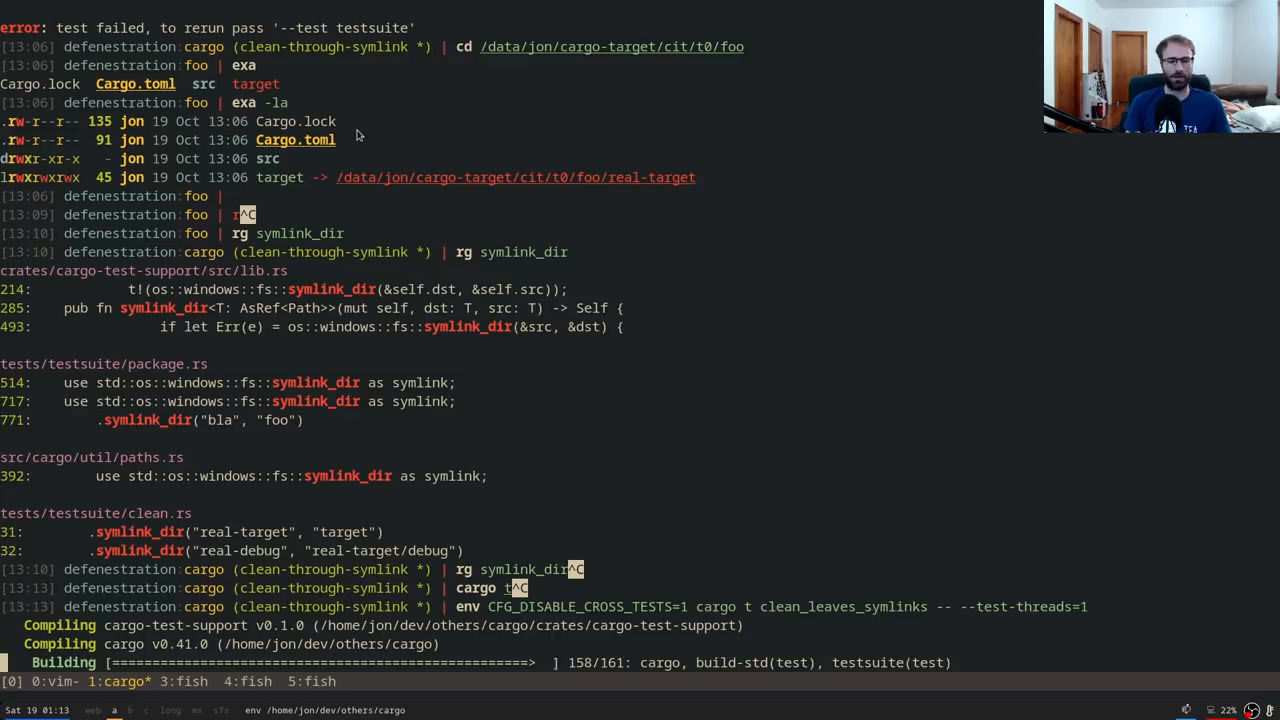 error: test failed, to rerun pass '--test testsuite'
[13:06] defenestration:cargo (clean-through-symlink *) | cd /data/jon/cargo-target/cit/t0/foo
[13:06] defenestration:foo | exa
Cargo.lock  Cargo.toml  src  target
[13:06] defenestration:foo | exa -la
.rw-r--r-- 135 jon 19 Oct 13:06 Cargo.lock
.rw-r--r--  91 jon 19 Oct 13:06 Cargo.toml
drwxr-xr-x   - jon 19 Oct 13:06 src
lrwxrwxrwx  45 jon 19 Oct 13:06 target -> /data/jon/cargo-target/cit/t0/foo/real-target
[13:06] defenestration:foo |
[13:09] defenestration:foo | r^C
[13:10] defenestration:foo | rg symlink_dir
[13:10] defenestration:cargo (clean-through-symlink *) | rg symlink_dir
crates/cargo-test-support/src/lib.rs
214:        t!(os::windows::fs::symlink_dir(&self.dst, &self.src));
285:    pub fn symlink_dir<T: AsRef<Path>>(mut self, dst: T, src: T) -> Self {
493:            if let Err(e) = os::windows::fs::symlink_dir(&src, &dst) {
tests/testsuite/package.rs
514:    use std::os::windows::fs::symlink_dir as symlink;
717:    use std::os::windows::fs::symlink_dir as symlink;
771:        .symlink_dir("bla", "foo")
src/cargo/util/paths.rs
392:        use std::os::windows::fs::symlink_dir as symlink;
tests/testsuite/clean.rs
31:        .symlink_dir("real-target", "target")
32:        .symlink_dir("real-debug", "real-target/debug")
[13:10] defenestration:cargo (clean-through-symlink *) | rg symlink_dir^C
[13:13] defenestration:cargo (clean-through-symlink *) | cargo t^C
[13:13] defenestration:cargo (clean-through-symlink *) | env CFG_DISABLE_CROSS_TESTS=1 cargo t clean_leaves_symlinks -- --test-threads=1
Compiling cargo-test-support v0.1.0 (/home/jon/dev/others/cargo/crates/cargo-test-support)
Compiling cargo v0.41.0 (/home/jon/dev/others/cargo)
Building [====================================================>  ] 158/161: cargo, build-std(test), testsuite(test)
[0] 0:vim- 1:cargo* 3:fish  4:fish  5:fish
Sat 19 01:13 web a b c long mx sfx env /home/jon/dev/others/cargo 22%